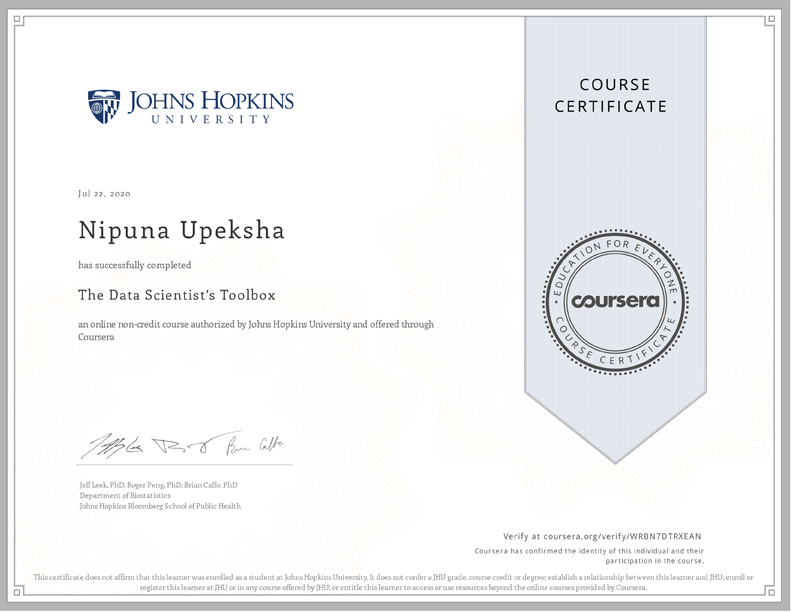 JOHNS HOPKINS
UNIVERSITY
COURSE
CERTIFICATE
Jul 22, 2020
Nipuna Upeksha
has successfully completed
The Data Scientist's Toolbox
an online non-credit course authorized by Johns Hopkins University and offered through
Coursera
EDUCATION FOR EVERYONE
coursera
COURSE CERTIFICATE
Jeff Leek, PhD; Roger Peng, PhD; Brian Caffo, PhD
Department of Biostatistics
Johns Hopkins Bloomberg School of Public Health
Verify at coursera.org/verify/WRBN7DTRXEAN
Coursera has confirmed the identity of this individual and their
participation in the course.
This certificate does not affirm that this learner was enrolled as a student at Johns Hopkins University. It does not confer a JHU grade, course credit or degree; establish a relationship between this learner and JHU; enroll or
register this learner at JHU or in any course offered by JHU; or entitle this learner to access or use resources beyond the online courses provided by Coursera.